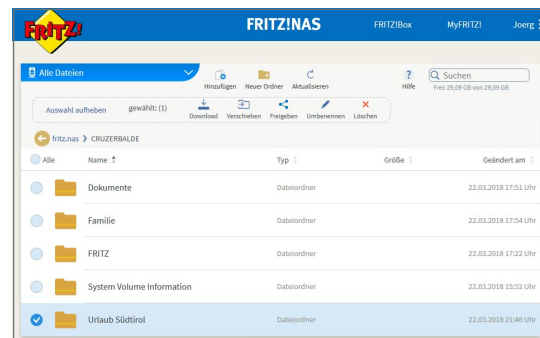 FRITZ!
FRITZ!NAS FRITZ!Box MyFRITZ! Joerg
Alle Dateien
Hinzufügen Neuer Ordner Aktualisieren Hilfe
Suchen
Frei: 29,09 GB von 29,09 GB
Auswahl aufheben gewählt: (1) Download Verschieben Freigeben Umbenennen Löschen
fritz.nas CRUZERBALDE
Alle Name Typ Größe Geändert am
Dokumente Dateiordner 22.03.2018 17:51 Uhr
Familie Dateiordner 22.03.2018 17:54 Uhr
FRITZ Dateiordner 22.03.2018 17:22 Uhr
System Volume Information Dateiordner 22.03.2018 15:52 Uhr
Urlaub Südtirol Dateiordner 22.03.2018 21:46 Uhr